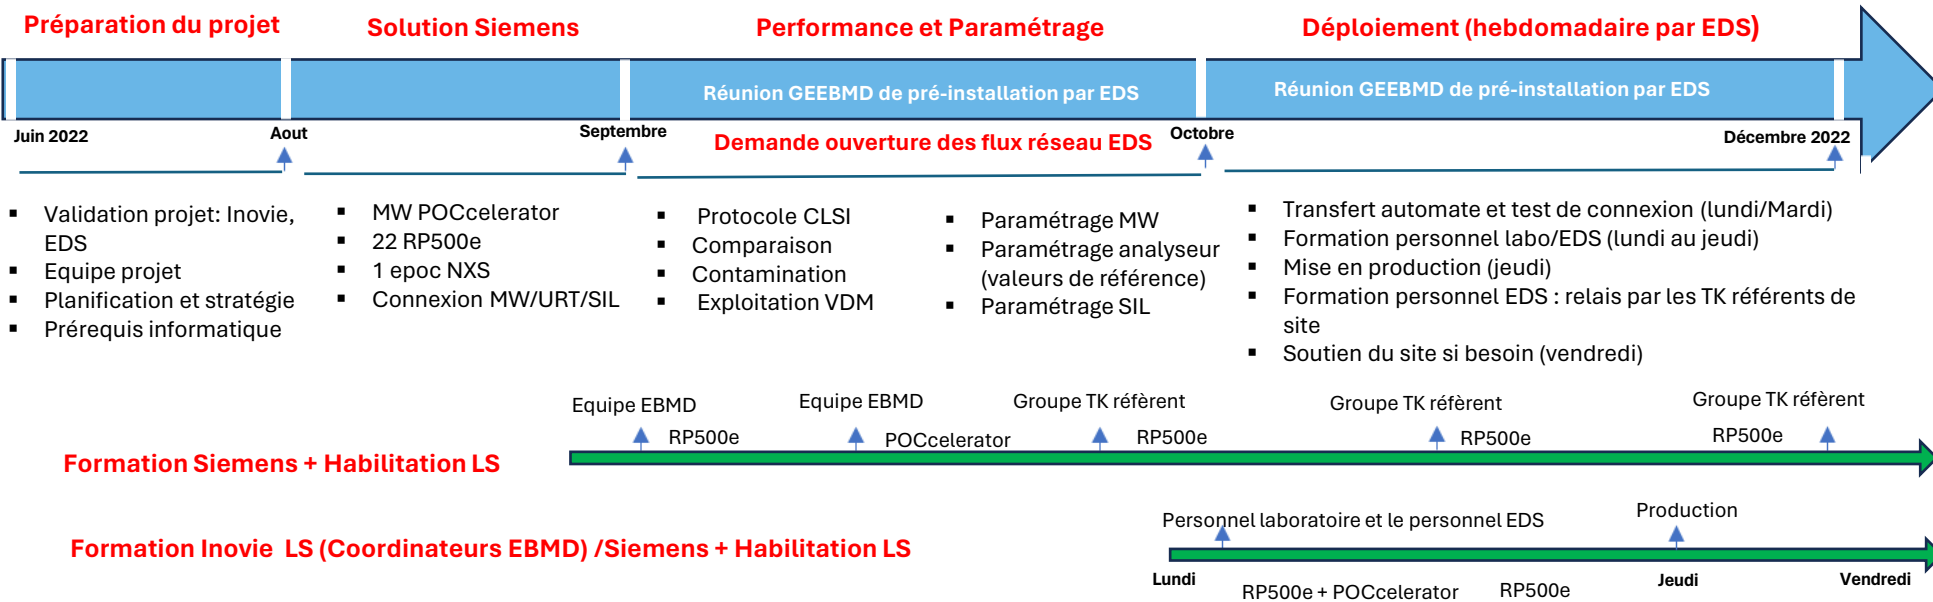 Préparation du projet
Solution Siemens
Performance et Paramétrage
Déploiement (hebdomadaire par EDS)
Réunion GEEBMD de pré-installation par EDS
Réunion GEEBMD de pré-installation par EDS
Juin 2022
Aout
Septembre
Octobre
Décembre 2022
Demande ouverture des flux réseau EDS
▪ Validation projet: Inovie,
EDS
▪ Equipe projet
▪ Planification et stratégie
▪ Prérequis informatique
▪ MW POCcelerator
▪ 22 RP500e
▪ 1 epoc NXS
▪ Connexion MW/URT/SIL
▪ Protocole CLSI
▪ Comparaison
▪ Contamination
▪ Exploitation VDM
▪ Paramétrage MW
▪ Paramétrage analyseur
(valeurs de référence)
▪ Paramétrage SIL
▪ Transfert automate et test de connexion (lundi/Mardi)
▪ Formation personnel labo/EDS (lundi au jeudi)
▪ Mise en production (jeudi)
▪ Formation personnel EDS : relais par les TK référents de
site
▪ Soutien du site si besoin (vendredi)
Formation Siemens + Habilitation LS
Equipe EBMD
RP500e
Equipe EBMD
POCcelerator
Groupe TK réfèrent
RP500e
Groupe TK réfèrent
RP500e
Groupe TK réfèrent
RP500e
Formation Inovie LS (Coordinateurs EBMD) /Siemens + Habilitation LS
Personnel laboratoire et le personnel EDS
Production
Lundi
Jeudi
Vendredi
RP500e + POCcelerator
RP500e